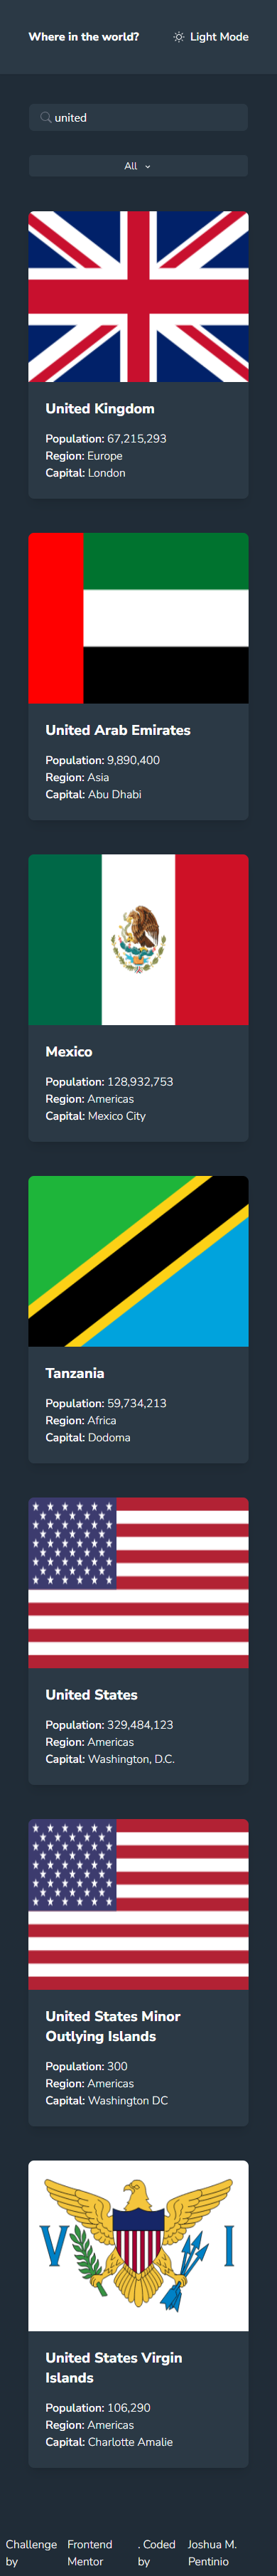 Where in the world?
Light Mode
united
All
United Kingdom
Population: 67,215,293
Region: Europe
Capital: London
United Arab Emirates
Population: 9,890,400
Region: Asia
Capital: Abu Dhabi
Mexico
Population: 128,932,753
Region: Americas
Capital: Mexico City
Tanzania
Population: 59,734,213
Region: Africa
Capital: Dodoma
United States
Population: 329,484,123
Region: Americas
Capital: Washington, D.C.
United States Minor
Outlying Islands
Population: 300
Region: Americas
Capital: Washington DC
V I
United States Virgin
Islands
Population: 106,290
Region: Americas
Capital: Charlotte Amalie
Challenge
by
Frontend
Mentor
. Coded
by
Joshua M.
Pentinio